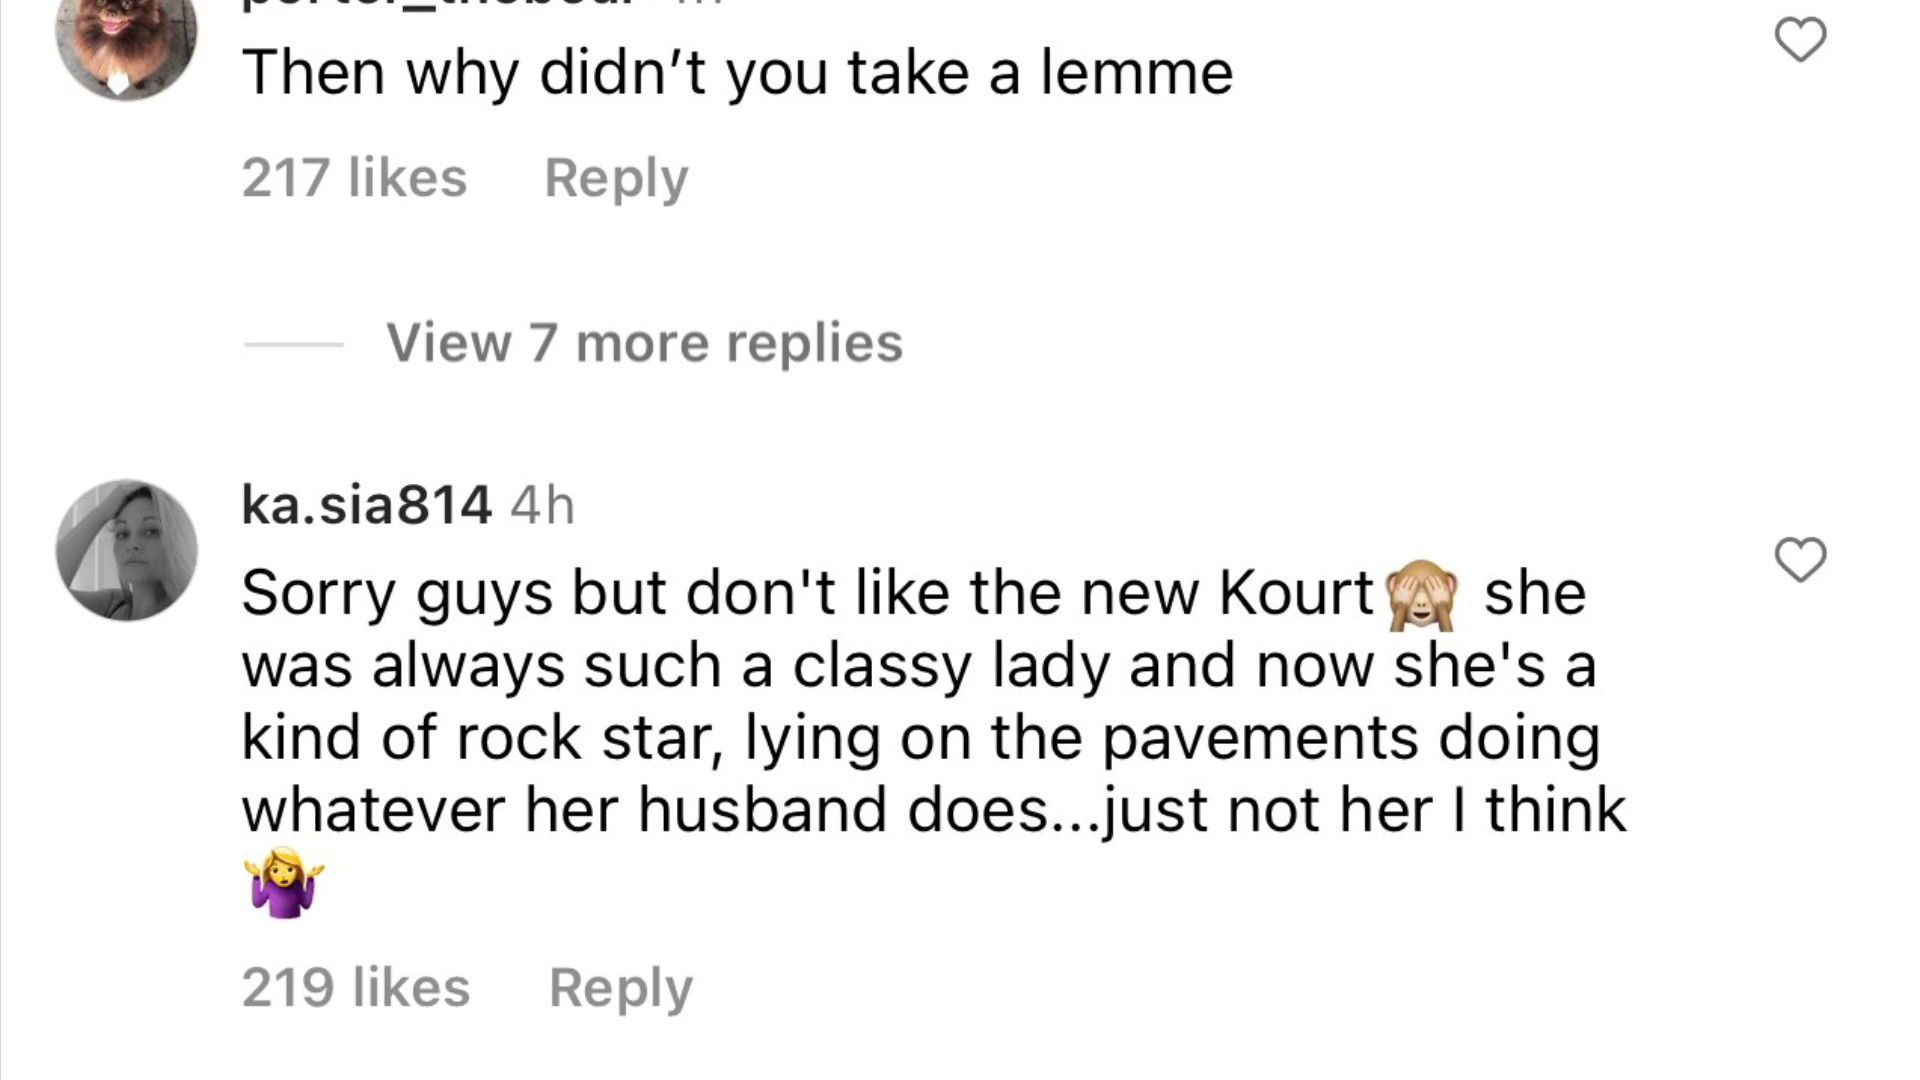 Then why didn’t you take a lemme
217 likes Reply
View 7 more replies
ka.sia814 4h
Sorry guys but don't like the new Kourt🙈 she
was always such a classy lady and now she's a
kind of rock star, lying on the pavements doing
whatever her husband does...just not her I think
🤷‍♀️
219 likes Reply